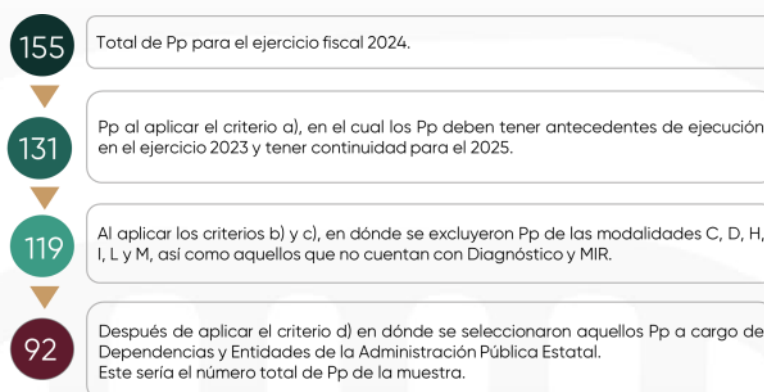 155
Total de Pp para el ejercicio fiscal 2024.
131
Pp al aplicar el criterio a), en el cual los Pp deben tener antecedentes de ejecución
en el ejercicio 2023 y tener continuidad para el 2025.
119
Al aplicar los criterios b) y c), en dónde se excluyeron Pp de las modalidades C, D, H,
I, L y M, así como aquellos que no cuentan con Diagnóstico y MIR.
92
Después de aplicar el criterio d) en dónde se seleccionaron aquellos Pp a cargo de
Dependencias y Entidades de la Administración Pública Estatal.
Este sería el número total de Pp de la muestra.